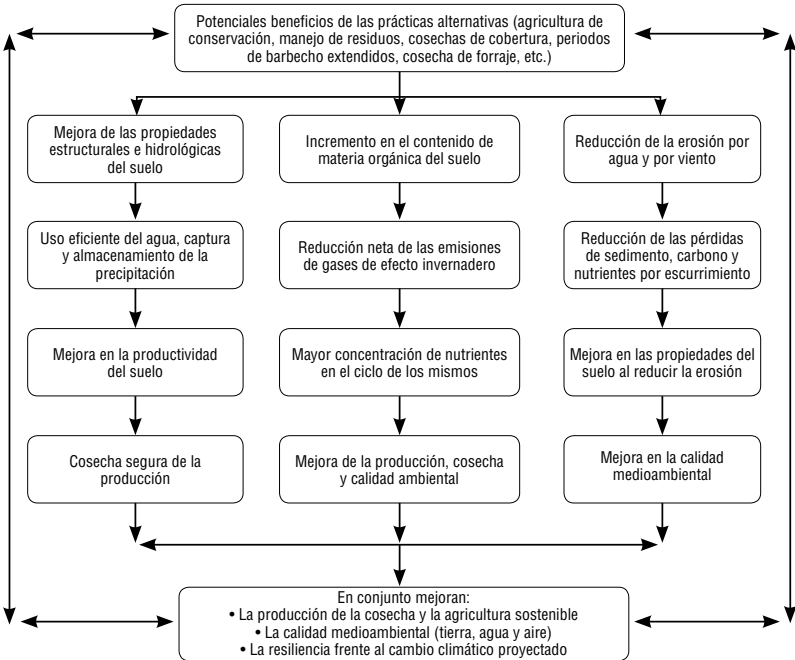 Potenciales beneficios de las prácticas alternativas (agricultura de
conservación, manejo de residuos, cosechas de cobertura, periodos
de barbecho extendidos, cosecha de forraje, etc.)
Mejora de las propiedades
estructurales e hidrológicas
del suelo
Incremento en el contenido de
materia orgánica del suelo
Reducción de la erosión por
agua y por viento
Uso eficiente del agua, captura
y almacenamiento de la
precipitación
Reducción neta de las emisiones
de gases de efecto invernadero
Reducción de las pérdidas
de sedimento, carbono y
nutrientes por escurrimiento
Mejora en la productividad
del suelo
Mayor concentración de nutrientes
en el ciclo de los mismos
Mejora en las propiedades del
suelo al reducir la erosión
Cosecha segura de la
producción
Mejora de la producción, cosecha
y calidad ambiental
Mejora en la calidad
medioambiental
En conjunto mejoran:
• La producción de la cosecha y la agricultura sostenible
• La calidad medioambiental (tierra, agua y aire)
• La resiliencia frente al cambio climático proyectado